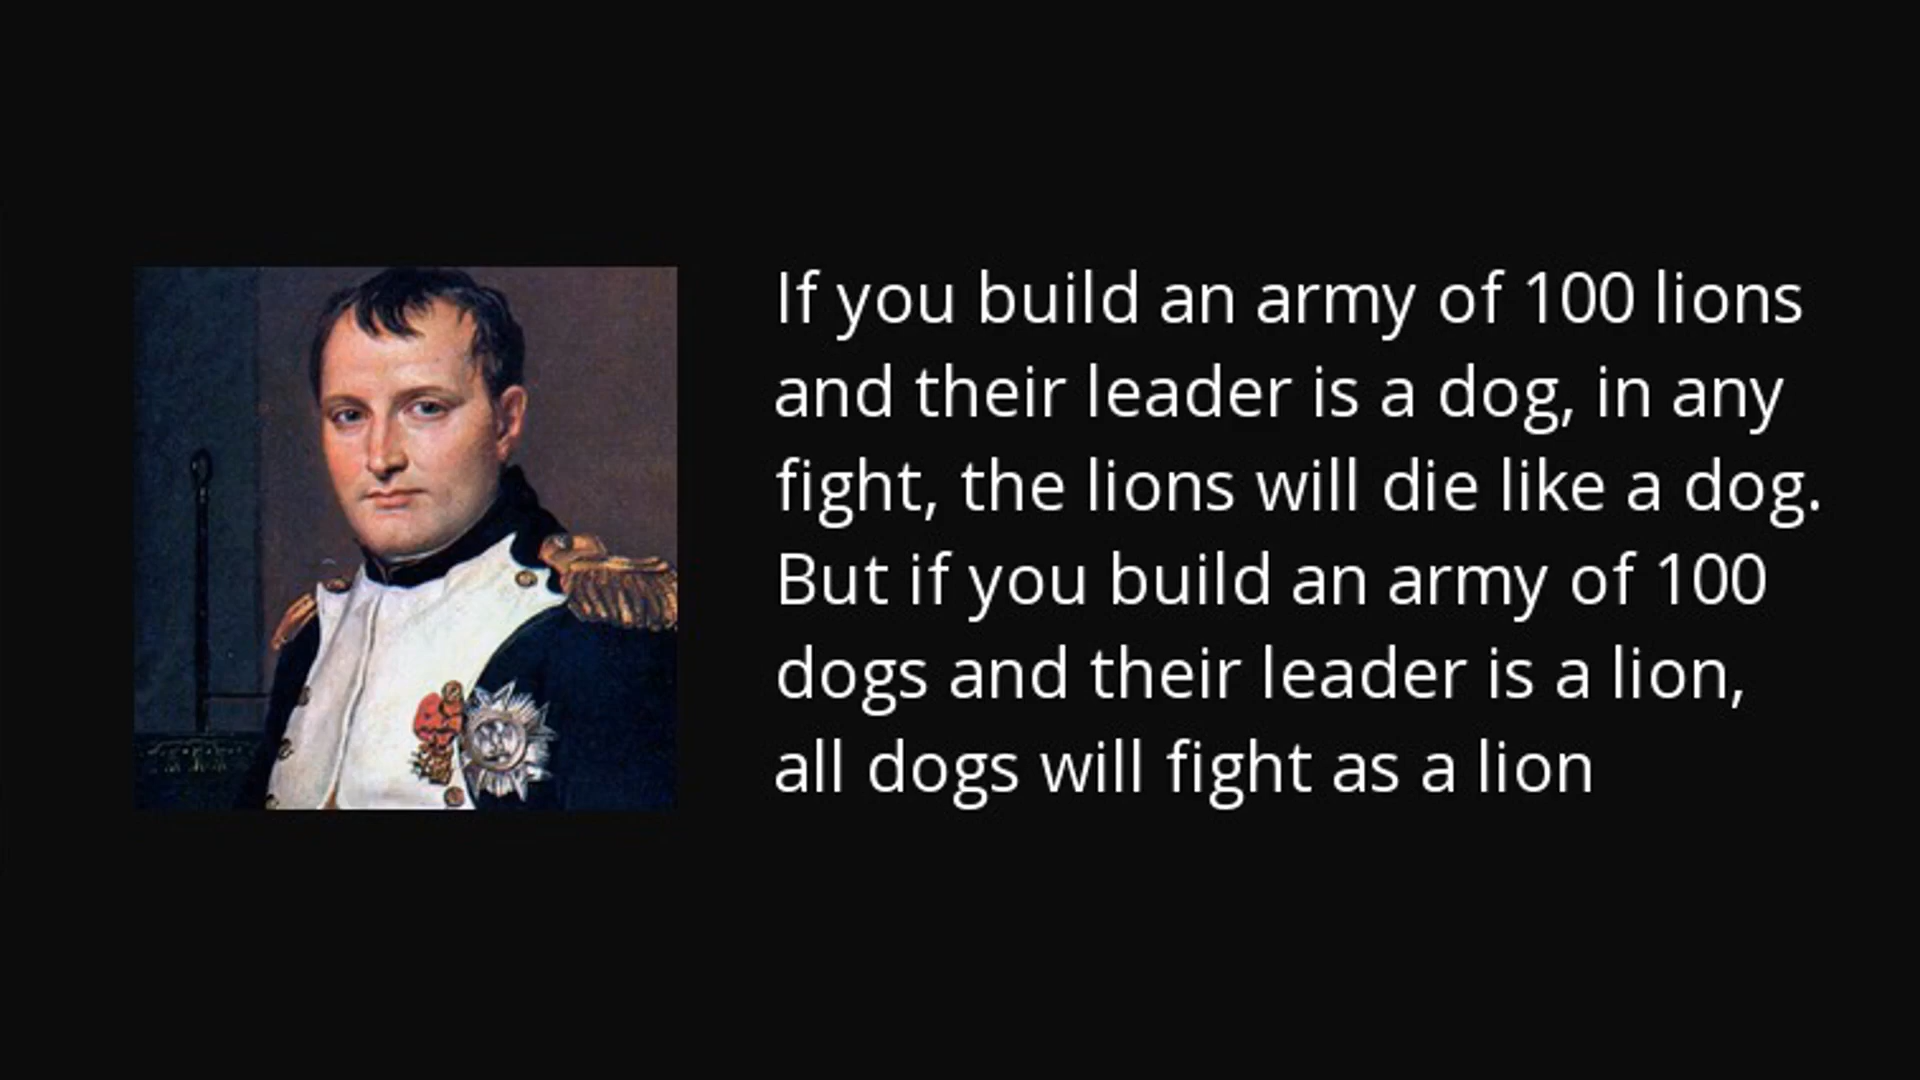 If you build an army of 100 lions
and their leader is a dog, in any
fight, the lions will die like a dog.
But if you build an army of 100
dogs and their leader is a lion,
all dogs will fight as a lion